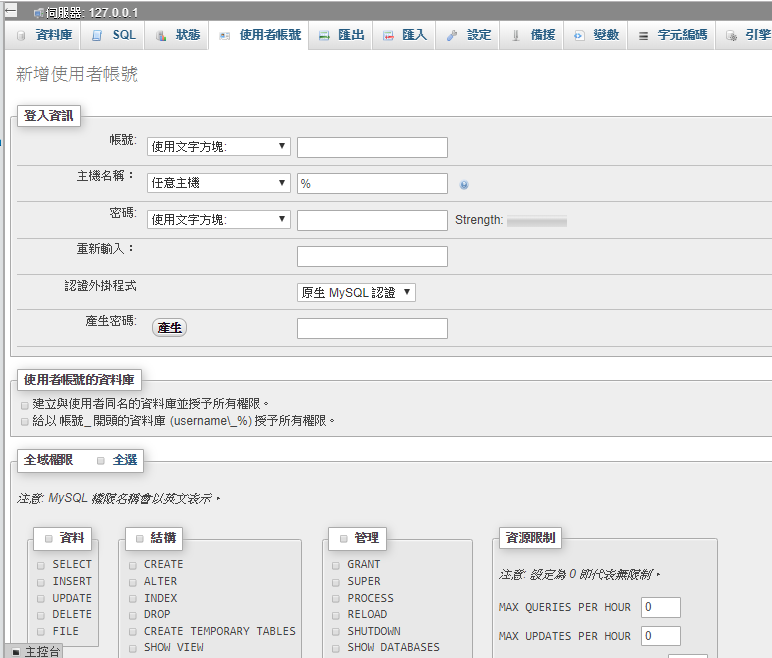 伺服器: 127.0.0.1
資料庫 SQL 狀態 使用者帳號 匯出 匯入 設定 備援 變數 字元編碼 引擎
新增使用者帳號
登入資訊
帳號: 使用文字方塊:
主機名稱： 任意主機 %
密碼: 使用文字方塊: Strength:
重新輸入：
認證外掛程式 原生 MySQL 認證
產生密碼: 產生
使用者帳號的資料庫
建立與使用者同名的資料庫並授予所有權限。
給以 帳號_ 開頭的資料庫 (username\_%) 授予所有權限。
全域權限 全選
注意: MySQL 權限名稱會以英文表示。
資料 結構 管理 資源限制
SELECT CREATE GRANT 注意: 設定為 0 即代表無限制。
INSERT ALTER SUPER
UPDATE INDEX PROCESS MAX QUERIES PER HOUR 0
DELETE DROP RELOAD
FILE CREATE TEMPORARY TABLES SHUTDOWN MAX UPDATES PER HOUR 0
SHOW VIEW SHOW DATABASES
主控台